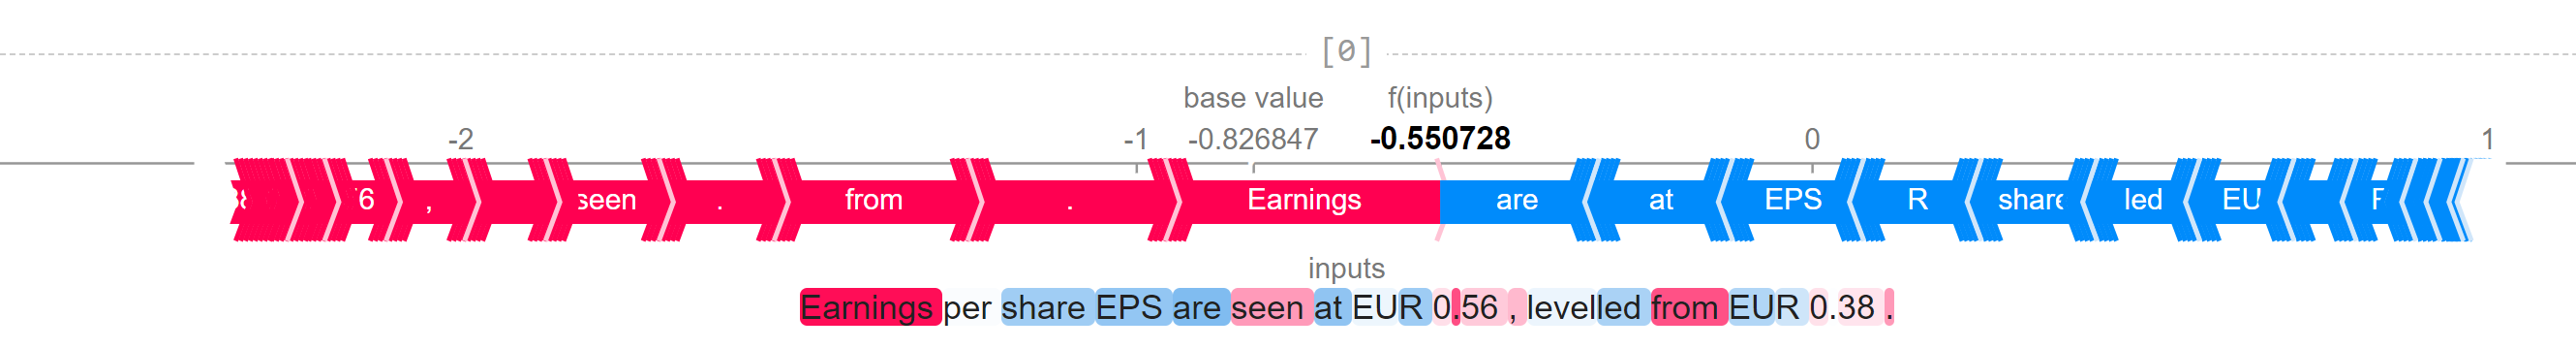 [0]
base value f(inputs)
-2 -1 -0.826847 -0.550728 0 1
6 , seen . from . Earnings are at EPS R share led EU
inputs
Earnings per share EPS are seen at EUR 0.56 , levelled from EUR 0.38 .